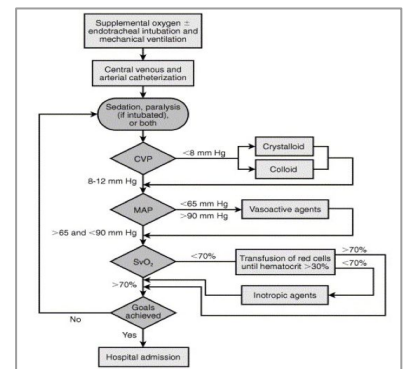 Supplemental oxygen ±
endotracheal intubation and
mechanical ventilation
Central venous and
arterial catheterization
Sedation, paralysis
(if intubated),
or both
CVP
<8 mm Hg
Crystalloid
Colloid
8-12 mm Hg
MAP
<65 mm Hg
>90 mm Hg
Vasoactive agents
>65 and <90 mm Hg
SvO₂
<70%
Transfusion of red cells
until hematocrit >30%
>70%
<70%
>70%
Inotropic agents
Goals
achieved
No
Yes
Hospital admission